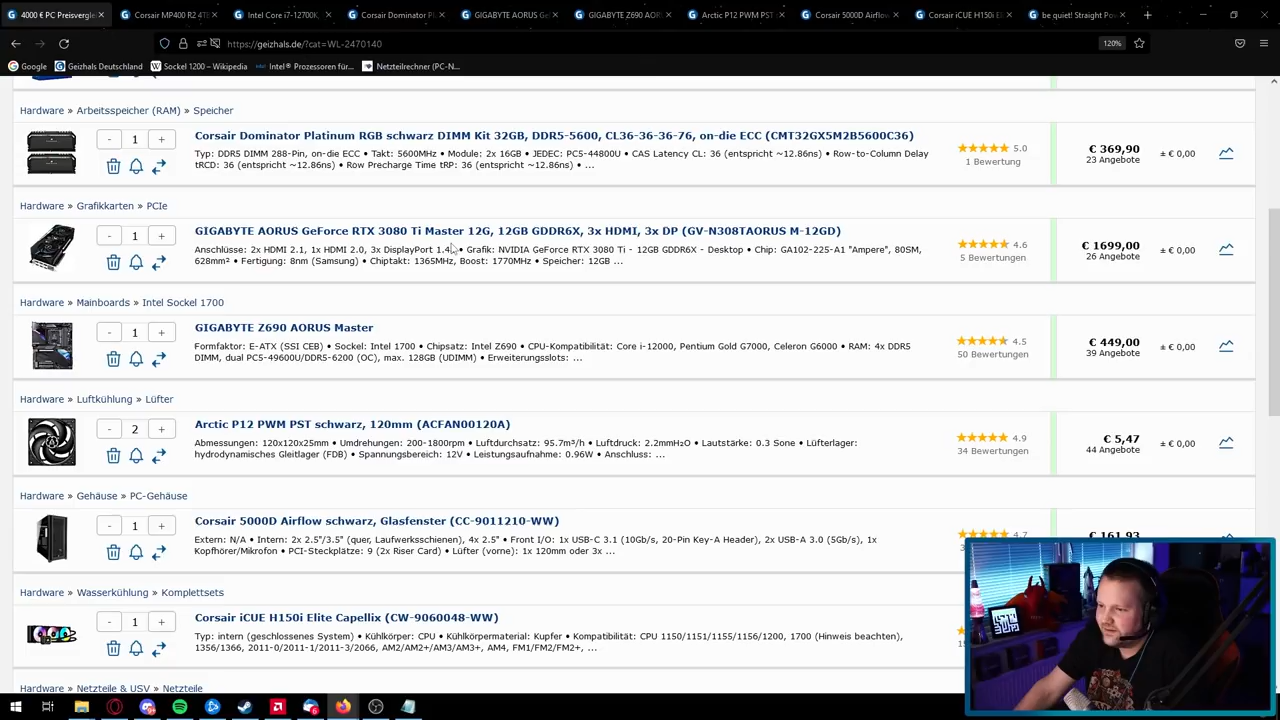 4000 € PC Preisvergl
Corsair MP400 R2 4TB
Intel Core i7-12700K,
Corsair Dominator Pl
GIGABYTE AORUS Ge
GIGABYTE Z690 AOR
Arctic P12 PWM PST
Corsair 5000D Airflow
Corsair iCUE H150i El
be quiet! Straight Po
https://geizhals.de/?cat=WL-2470140
120%
Google
Geizhals Deutschland
Sockel 1200 – Wikipedia
Intel® Prozessoren für...
Netzteilrechner (PC-N...
Hardware » Arbeitsspeicher (RAM) » Speicher
- 1 +
Corsair Dominator Platinum RGB schwarz DIMM Kit 32GB, DDR5-5600, CL36-36-36-76, on-die ECC (CMT32GX5M2B5600C36)
Typ: DDR5 DIMM 288-Pin, on-die ECC • Takt: 5600MHz • Module: 2x 16GB • JEDEC: PC5-44800U • CAS Latency CL: 36 (entspricht ~12.86ns) • Row-to-Column Delay
tRCD: 36 (entspricht ~12.86ns) • Row Precharge Time tRP: 36 (entspricht ~12.86ns) • ...
5.0
1 Bewertung
€ 369,90
23 Angebote
± € 0,00
Hardware » Grafikkarten » PCIe
- 1 +
GIGABYTE AORUS GeForce RTX 3080 Ti Master 12G, 12GB GDDR6X, 3x HDMI, 3x DP (GV-N308TAORUS M-12GD)
Anschlüsse: 2x HDMI 2.1, 1x HDMI 2.0, 3x DisplayPort 1.4a • Grafik: NVIDIA GeForce RTX 3080 Ti - 12GB GDDR6X - Desktop • Chip: GA102-225-A1 "Ampere", 80SM,
628mm² • Fertigung: 8nm (Samsung) • Chiptakt: 1365MHz, Boost: 1770MHz • Speicher: 12GB ...
4.6
5 Bewertungen
€ 1699,00
26 Angebote
± € 0,00
Hardware » Mainboards » Intel Sockel 1700
- 1 +
GIGABYTE Z690 AORUS Master
Formfaktor: E-ATX (SSI CEB) • Sockel: Intel 1700 • Chipsatz: Intel Z690 • CPU-Kompatibilität: Core i-12000, Pentium Gold G7000, Celeron G6000 • RAM: 4x DDR5
DIMM, dual PC5-49600U/DDR5-6200 (OC), max. 128GB (UDIMM) • Erweiterungsslots: ...
4.5
50 Bewertungen
€ 449,00
39 Angebote
± € 0,00
Hardware » Luftkühlung » Lüfter
- 2 +
Arctic P12 PWM PST schwarz, 120mm (ACFAN00120A)
Abmessungen: 120x120x25mm • Umdrehungen: 200-1800rpm • Luftdurchsatz: 95.7m³/h • Luftdruck: 2.2mmH₂O • Lautstärke: 0.3 Sone • Lüfterlager:
hydrodynamisches Gleitlager (FDB) • Spannungsbereich: 12V • Leistungsaufnahme: 0.96W • Anschluss: ...
4.9
34 Bewertungen
€ 5,47
44 Angebote
± € 0,00
Hardware » Gehäuse » PC-Gehäuse
- 1 +
Corsair 5000D Airflow schwarz, Glasfenster (CC-9011210-WW)
Extern: N/A • Intern: 2x 2.5"/3.5" (quer, Laufwerksschienen), 4x 2.5" • Front I/O: 1x USB-C 3.1 (10Gb/s, 20-Pin Key-A Header), 2x USB-A 3.0 (5Gb/s), 1x
Kopfhörer/Mikrofon • PCI-Steckplätze: 9 (2x Riser Card) • Lüfter (vorne): 1x 120mm oder 3x ...
4.7
€ 161,93
Hardware » Wasserkühlung » Komplettsets
- 1 +
Corsair iCUE H150i Elite Capellix (CW-9060048-WW)
Typ: intern (geschlossenes System) • Kühlkörper: CPU • Kühlkörpermaterial: Kupfer • Kompatibilität: CPU 1150/1151/1155/1156/1200, 1700 (Hinweis beachten),
1356/1366, 2011-0/2011-1/2011-3/2066, AM2/AM2+/AM3/AM3+, AM4, FM1/FM2/FM2+, ...
Hardware » Netzteile & USV » Netzteile